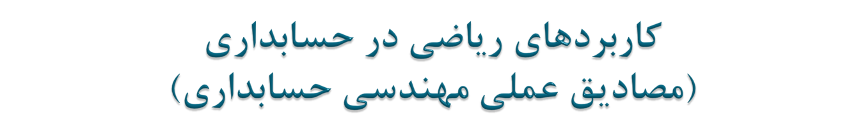 کاربردهای ریاضی در حسابداری
(مصادیق عملی مهندسی حسابداری)